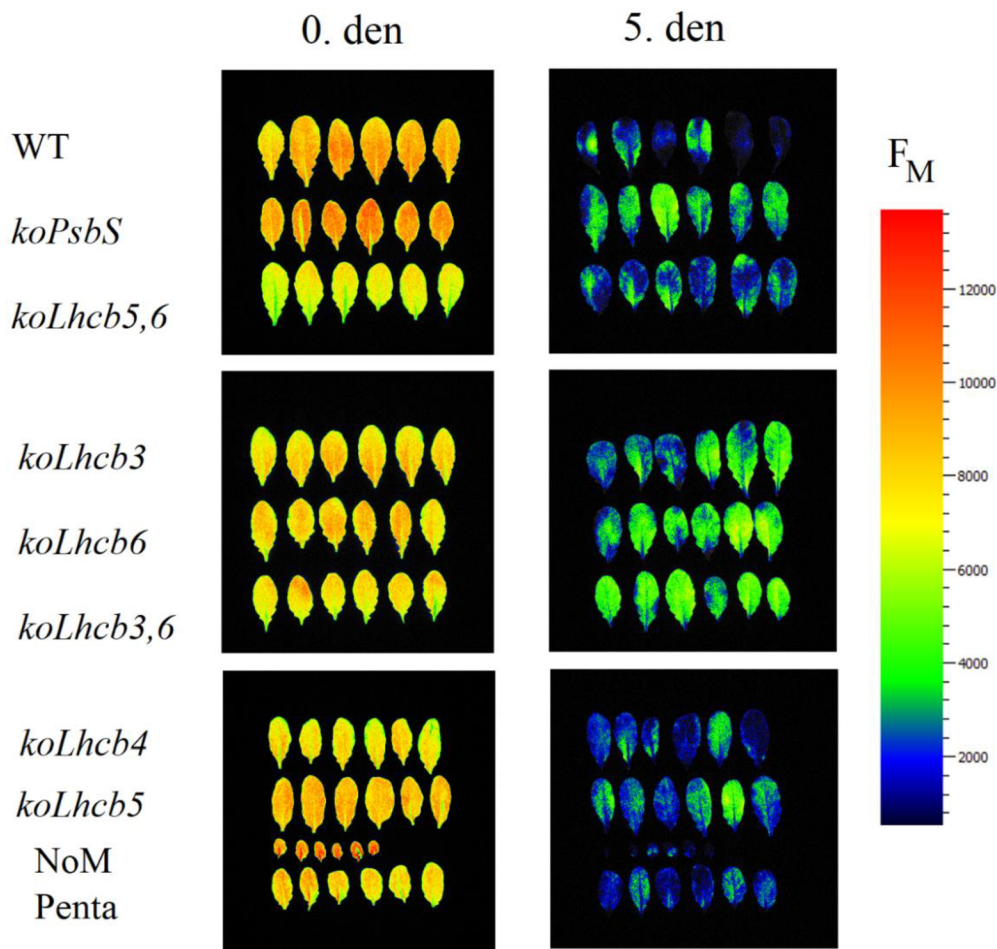 0. den 5. den
WT
koPsbS
koLhcb5,6
koLhcb3
koLhcb6
koLhcb3,6
koLhcb4
koLhcb5
NoM
Penta
FM
12000
10000
8000
6000
4000
2000